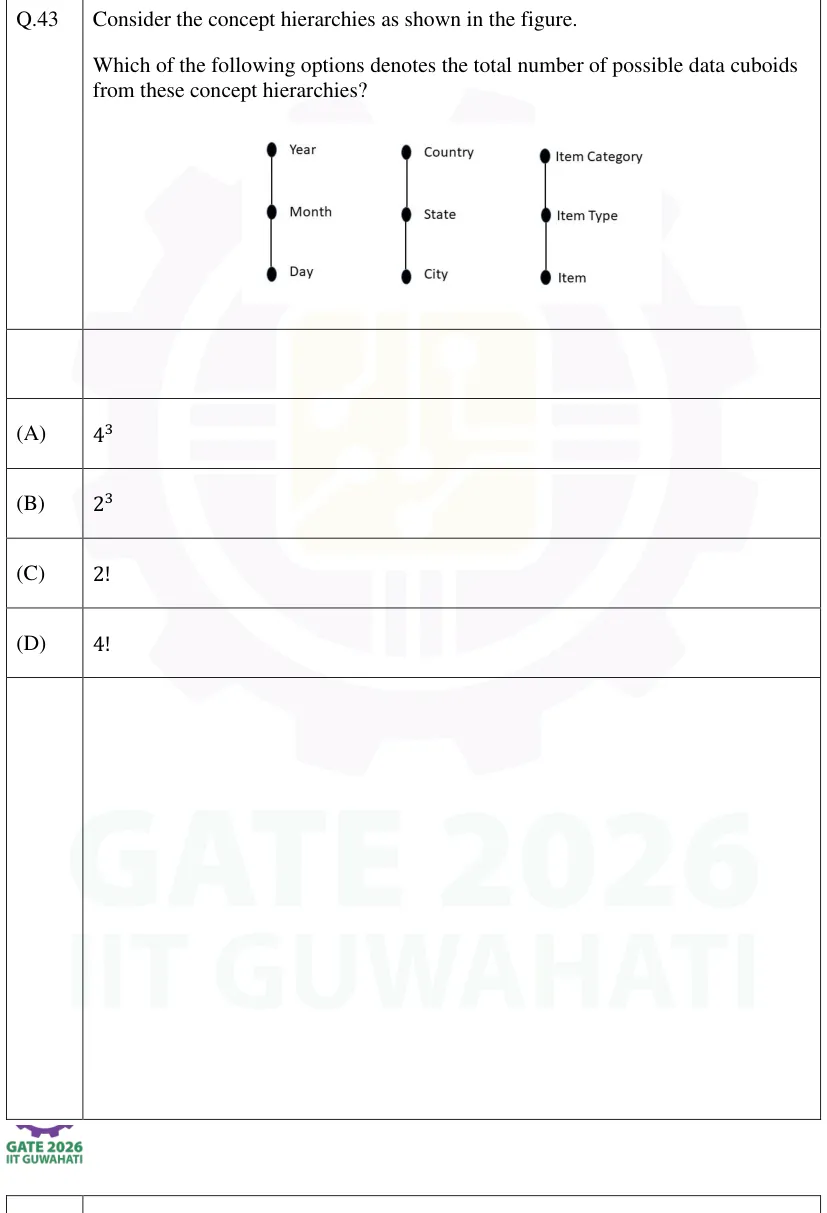 Q.43 Consider the concept hierarchies as shown in the figure.
Which of the following options denotes the total number of possible data cuboids
from these concept hierarchies?
Year Country Item Category
Month State Item Type
Day City Item
(A) 4³
(B) 2³
(C) 2!
(D) 4!
GATE 2026
IIT GUWAHATI
GATE 2026
IIT GUWAHATI